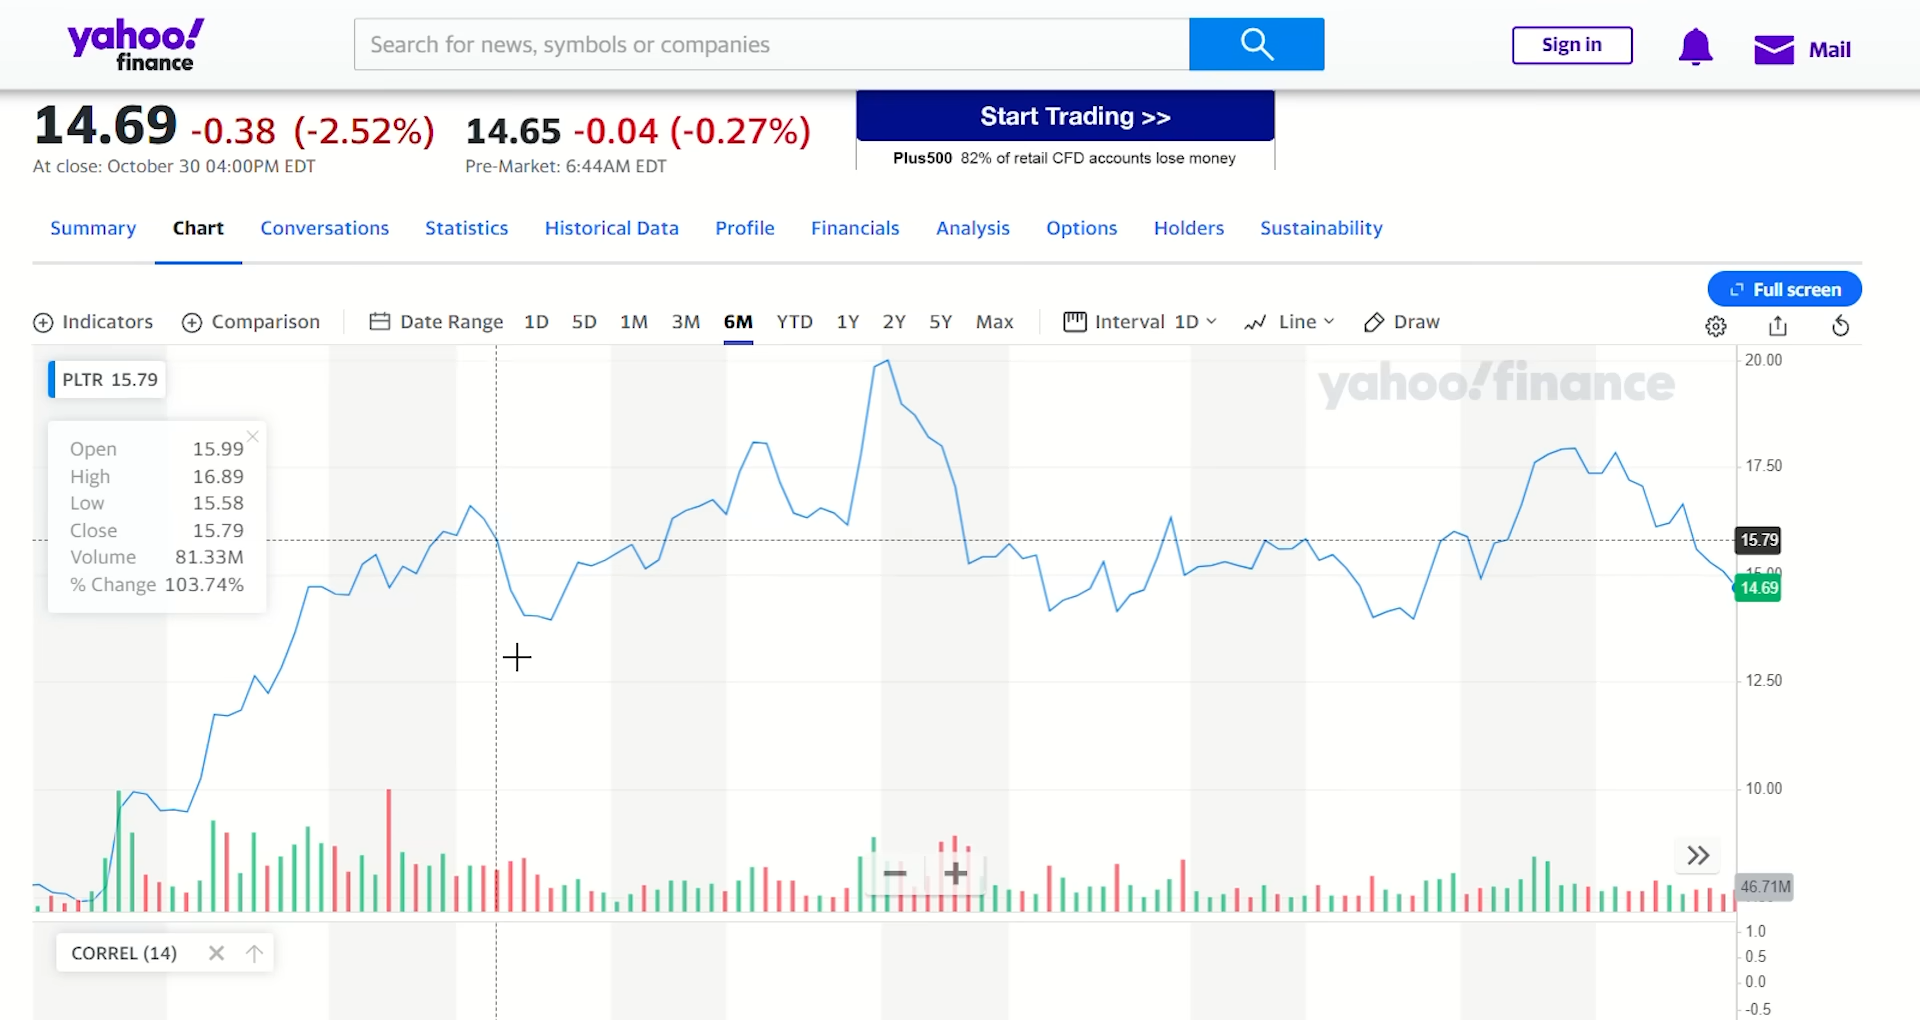 yahoo!
finance
Search for news, symbols or companies
Sign in
Mail
14.69 -0.38 (-2.52%)
At close: October 30 04:00PM EDT
14.65 -0.04 (-0.27%)
Pre-Market: 6:44AM EDT
Start Trading >>
Plus500 82% of retail CFD accounts lose money
Summary Chart Conversations Statistics Historical Data Profile Financials Analysis Options Holders Sustainability
Full screen
Indicators Comparison Date Range 1D 5D 1M 3M 6M YTD 1Y 2Y 5Y Max Interval 1D Line Draw
PLTR 15.79
yahoo!finance
Open 15.99
High 16.89
Low 15.58
Close 15.79
Volume 81.33M
% Change 103.74%
20.00
17.50
15.79
15.00
14.69
12.50
10.00
46.71M
CORREL (14)
1.0
0.5
0.0
-0.5